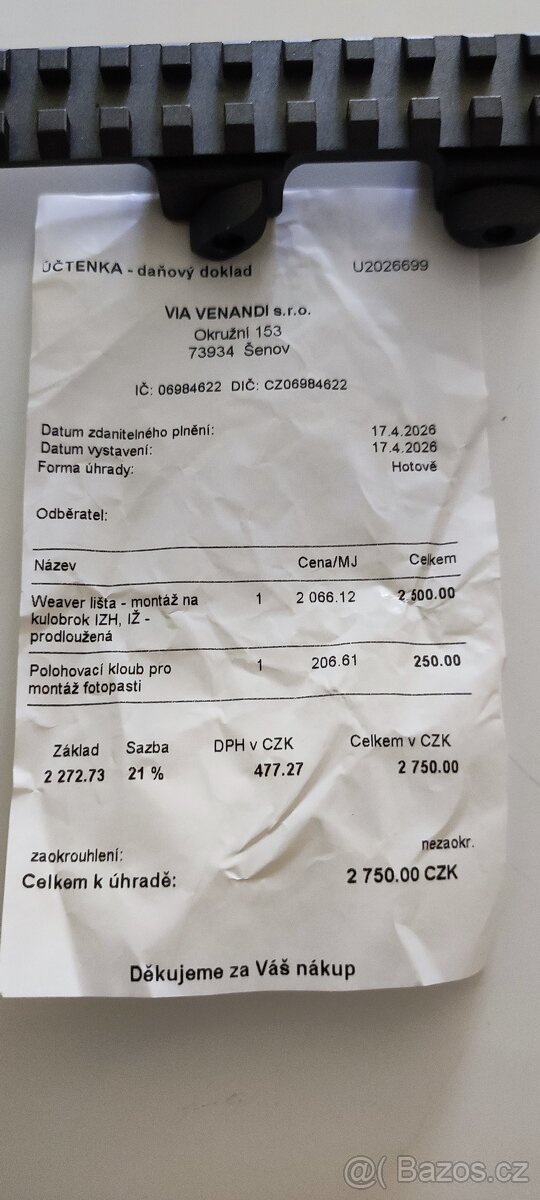 ÚČTENKA - daňový doklad U2026699
VIA VENANDI s.r.o.
Okružní 153
73934 Šenov
IČ: 06984622 DIČ: CZ06984622
Datum zdanitelného plnění: 17.4.2026
Datum vystavení: 17.4.2026
Forma úhrady: Hotově
Odběratel:
Název Cena/MJ Celkem
Weaver lišta - montáž na 1 2 066.12 2 500.00
kulobrok IZH, IŽ -
prodloužená
Polohovací kloub pro 1 206.61 250.00
montáž fotopasti
Základ Sazba DPH v CZK Celkem v CZK
2 272.73 21 % 477.27 2 750.00
zaokrouhlení: nezaokr.
Celkem k úhradě: 2 750.00 CZK
Děkujeme za Váš nákup
@( Bazos.cz